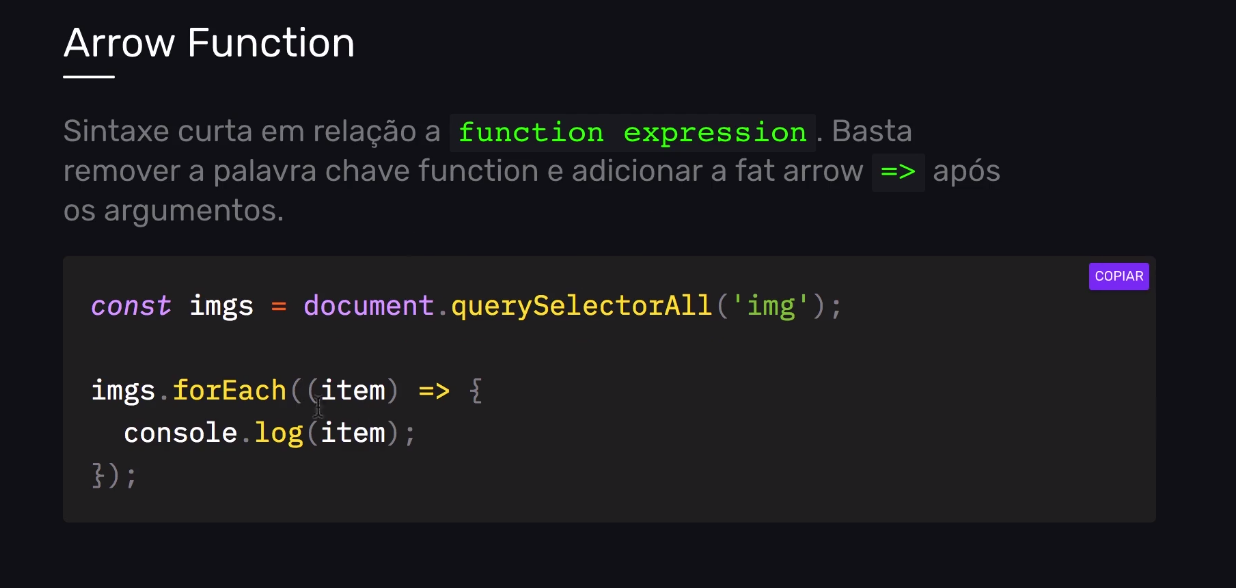 Arrow Function
Sintaxe curta em relação a function expression. Basta
remover a palavra chave function e adicionar a fat arrow => após
os argumentos.
COPIAR
const imgs = document.querySelectorAll('img');
imgs.forEach((item) => {
  console.log(item);
});